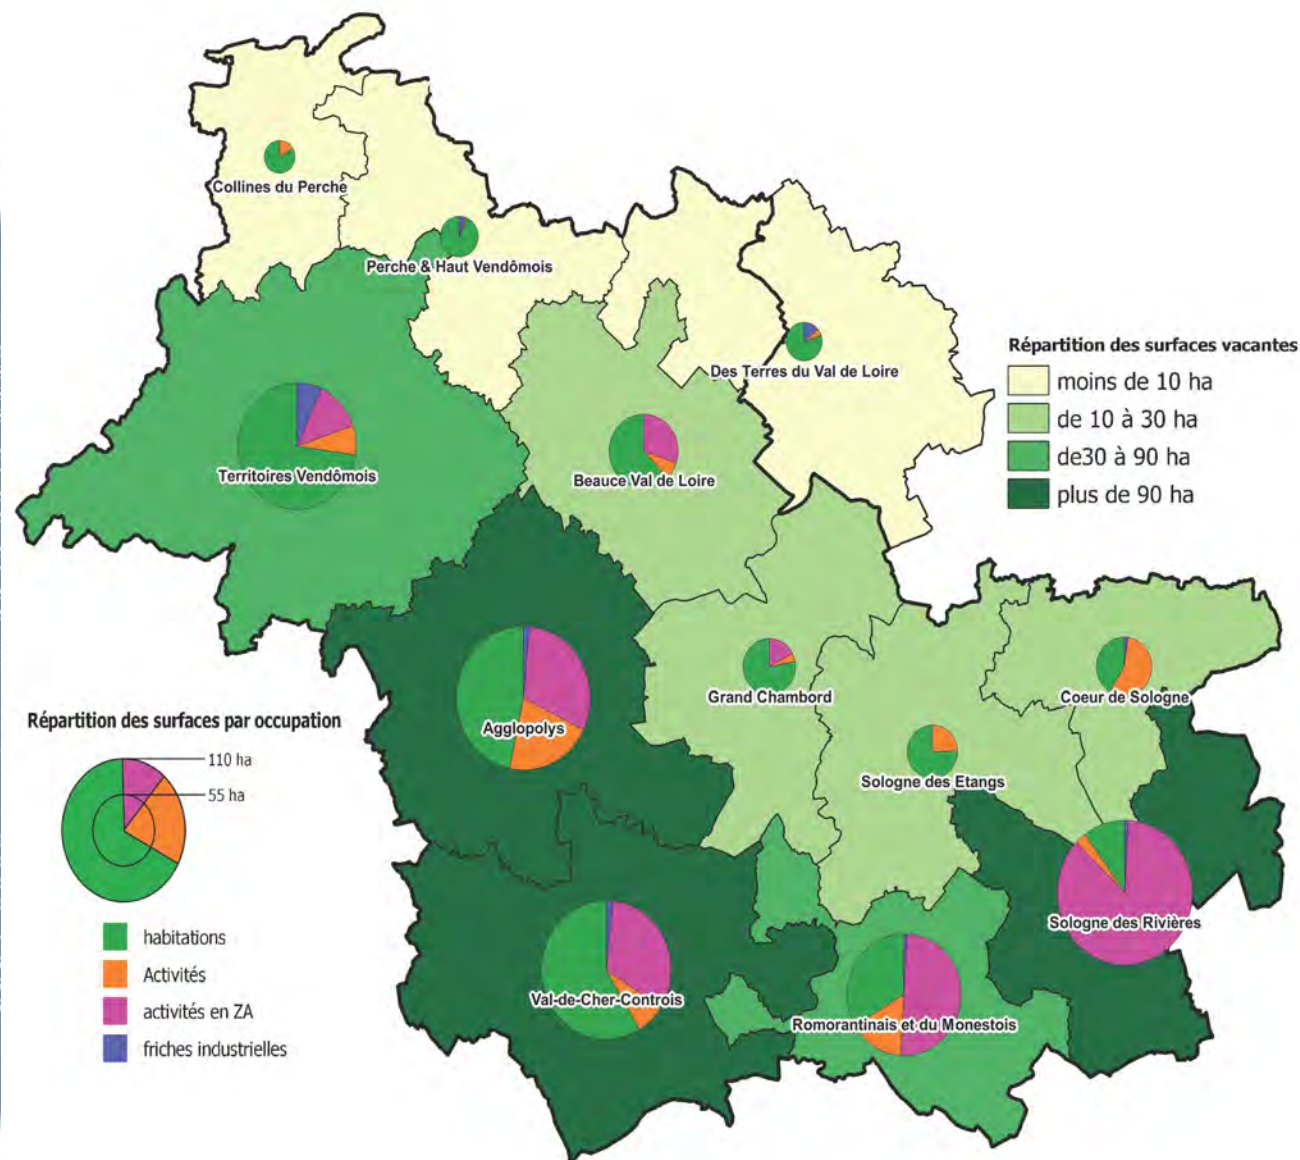 Collines du Perche
Perche & Haut Vendômois
Répartition des surfaces vacantes
moins de 10 ha
de 10 à 30 ha
de30 à 90 ha
plus de 90 ha
Des Terres du Val de Loire
Territoires Vendômois
Beauce Val de Loire
Grand Chambord
Coeur de Sologne
Agglopolys
Sologne des Etangs
Répartition des surfaces par occupation
110 ha
55 ha
habitations
Activités
activités en ZA
friches industrielles
Sologne des Rivières
Val-de-Cher-Controis
Romorantinais et du Monestois